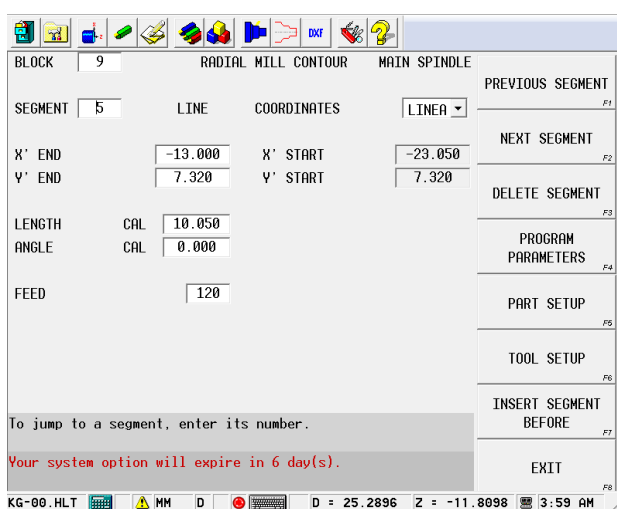 DXF
BLOCK 9 RADIAL MILL CONTOUR MAIN SPINDLE
SEGMENT 5 LINE COORDINATES LINEA
X' END -13.000 X' START -23.050
Y' END 7.320 Y' START 7.320
LENGTH CAL 10.050
ANGLE CAL 0.000
FEED 120
To jump to a segment, enter its number.
Your system option will expire in 6 day(s).
PREVIOUS SEGMENT
F1
NEXT SEGMENT
F2
DELETE SEGMENT
F3
PROGRAM
PARAMETERS
F4
PART SETUP
F5
TOOL SETUP
F6
INSERT SEGMENT
BEFORE
F7
EXIT
F8
KG-00.HLT MM D D = 25.2896 Z = -11.8098 3:59 AM